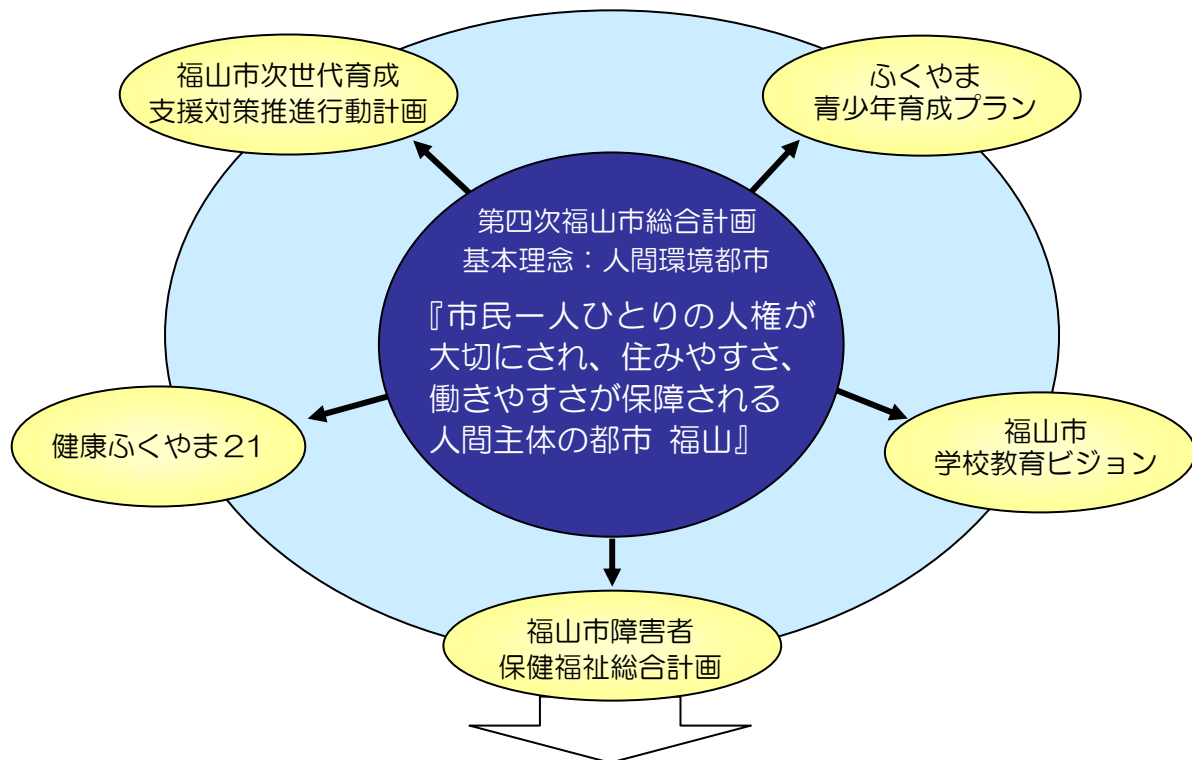 福山市次世代育成
支援対策推進行動計画
ふくやま
青少年育成プラン
第四次福山市総合計画
基本理念：人間環境都市
『市民一人ひとりの人権が
大切にされ、住みやすさ、
働きやすさが保障される
人間主体の都市 福山』
健康ふくやま21
福山市
学校教育ビジョン
福山市障害者
保健福祉総合計画